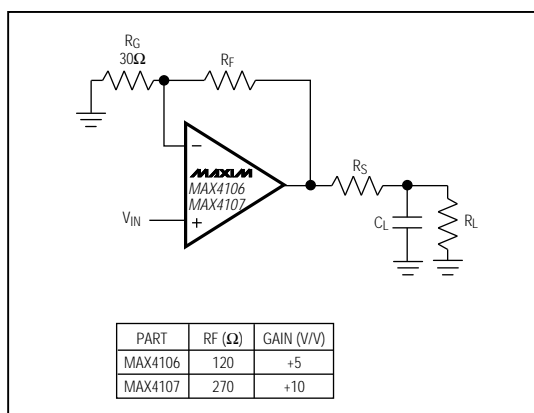 RG
30Ω
RF
−
MAXIM
MAX4106
MAX4107
VIN
+
RS
CL
RL
PART RF (Ω) GAIN (V/V)
MAX4106 120 +5
MAX4107 270 +10